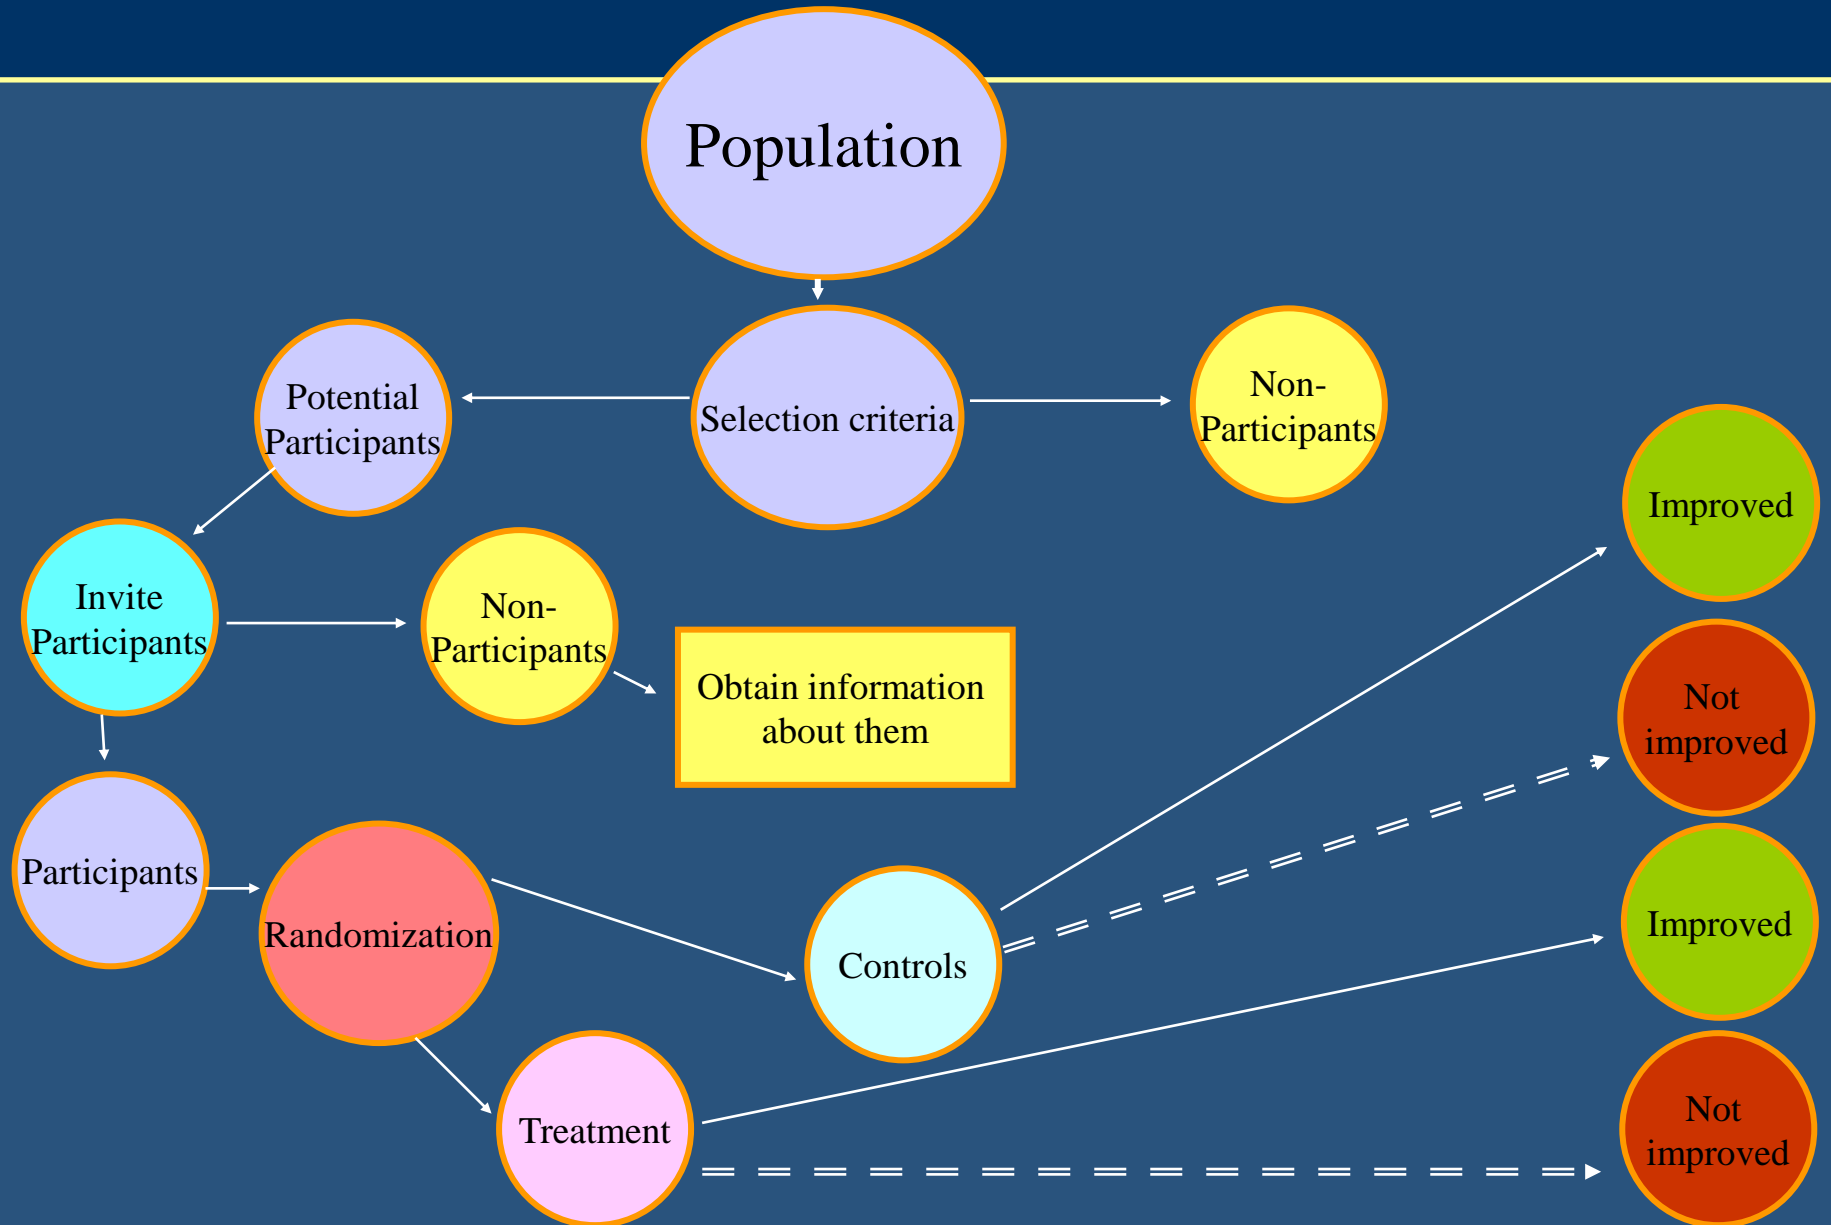 Population
Potential
Participants
Selection criteria
Non-
Participants
Improved
Invite
Participants
Non-
Participants
Obtain information
about them
Not
improved
Participants
Randomization
Controls
Improved
Treatment
Not
improved